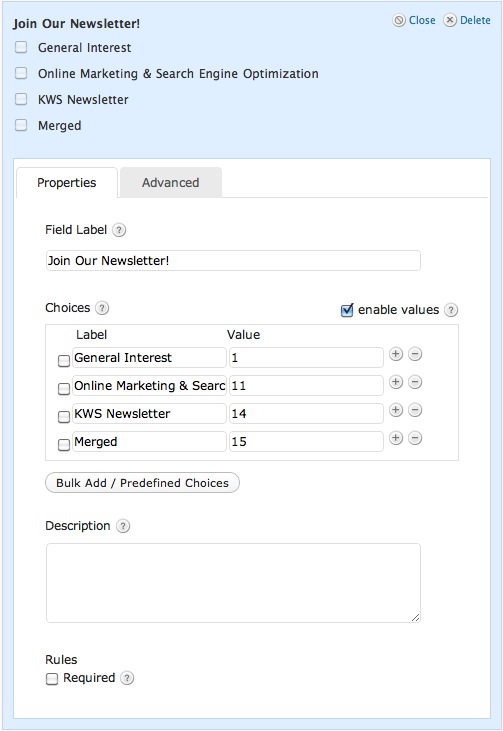 Join Our Newsletter! Close Delete
General Interest
Online Marketing & Search Engine Optimization
KWS Newsletter
Merged
Properties Advanced
Field Label ?
Join Our Newsletter!
Choices ? enable values ?
Label Value
General Interest 1
Online Marketing & Searc 11
KWS Newsletter 14
Merged 15
Bulk Add / Predefined Choices
Description ?
Rules
Required ?